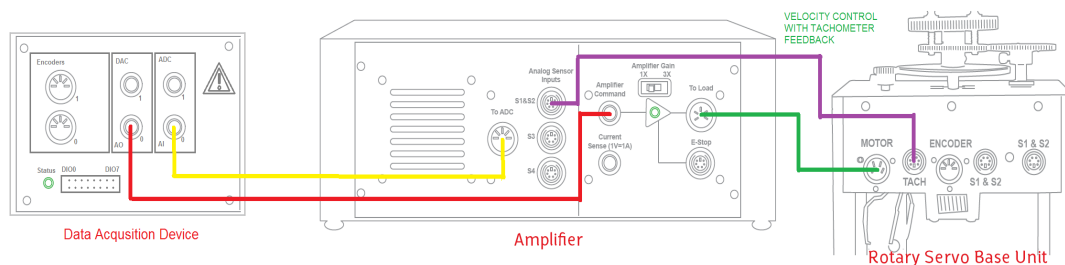 VELOCITY CONTROL
WITH TACHOMETER
FEEDBACK
Encoders
DAC
ADC
1
1
1
0
0
0
AO
AI
Status
DIO0
DIO7
Data Acqusition Device
Analog Sensor
Inputs
S1&S2
To ADC
S3
S4
Amplifier Gain
1X
3X
Amplifier
Command
To Load
Current
Sense (1V=1A)
E-Stop
Amplifier
MOTOR
TACH
ENCODER
S1 & S2
S1 & S2
Rotary Servo Base Unit